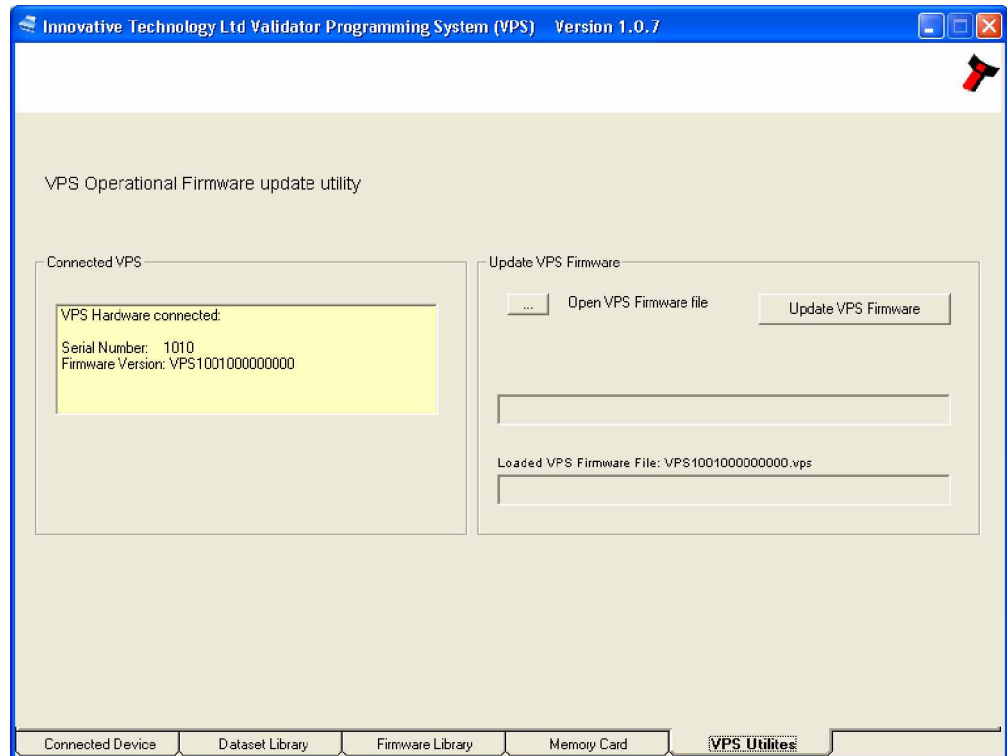 Innovative Technology Ltd Validator Programming System (VPS) Version 1.0.7
VPS Operational Firmware update utility
Connected VPS
VPS Hardware connected:
Serial Number: 1010
Firmware Version: VPS1001000000000
Update VPS Firmware
... Open VPS Firmware file
Update VPS Firmware
Loaded VPS Firmware File: VPS1001000000000.vps
Connected Device
Dataset Library
Firmware Library
Memory Card
VPS Utilites